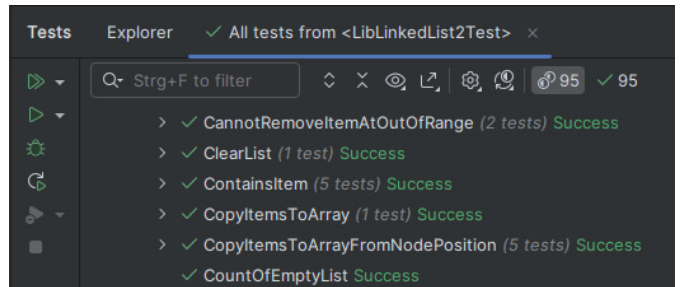 Tests Explorer All tests from <LibLinkedList2Test>
Strg+F to filter 95 95
CannotRemoveItemAtOutOfRange (2 tests) Success
ClearList (1 test) Success
ContainsItem (5 tests) Success
CopyItemsToArray (1 test) Success
CopyItemsToArrayFromNodePosition (5 tests) Success
CountOfEmptyList Success